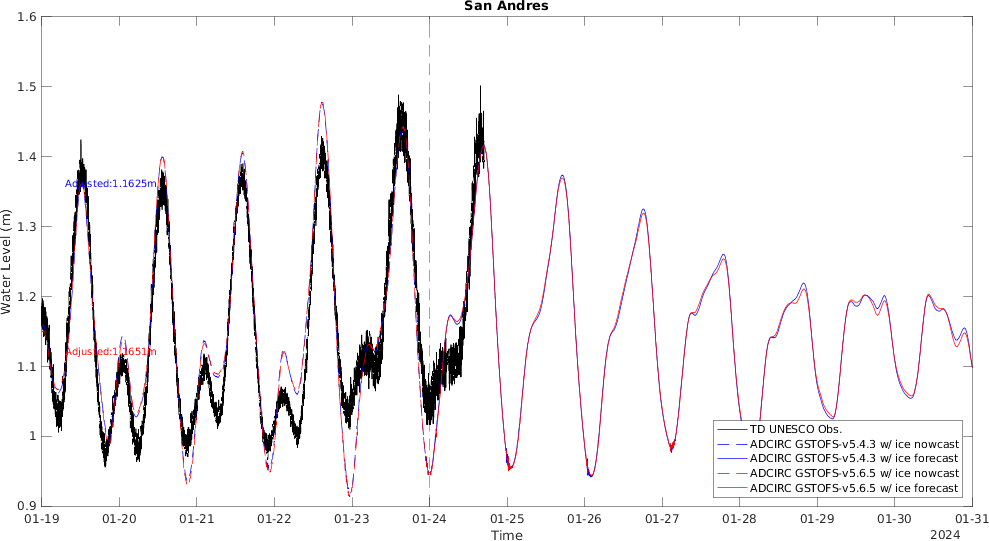 San Andres
Water Level (m)
1.6
1.5
1.4
1.3
1.2
1.1
1
0.9
Adjusted:1.1625m
Adjusted:1.1651m
TD UNESCO Obs.
ADCIRC GSTOFS-v5.4.3 w/ ice nowcast
ADCIRC GSTOFS-v5.4.3 w/ ice forecast
ADCIRC GSTOFS-v5.6.5 w/ ice nowcast
ADCIRC GSTOFS-v5.6.5 w/ ice forecast
01-19 01-20 01-21 01-22 01-23 01-24 01-25 01-26 01-27 01-28 01-29 01-30 01-31
Time
2024